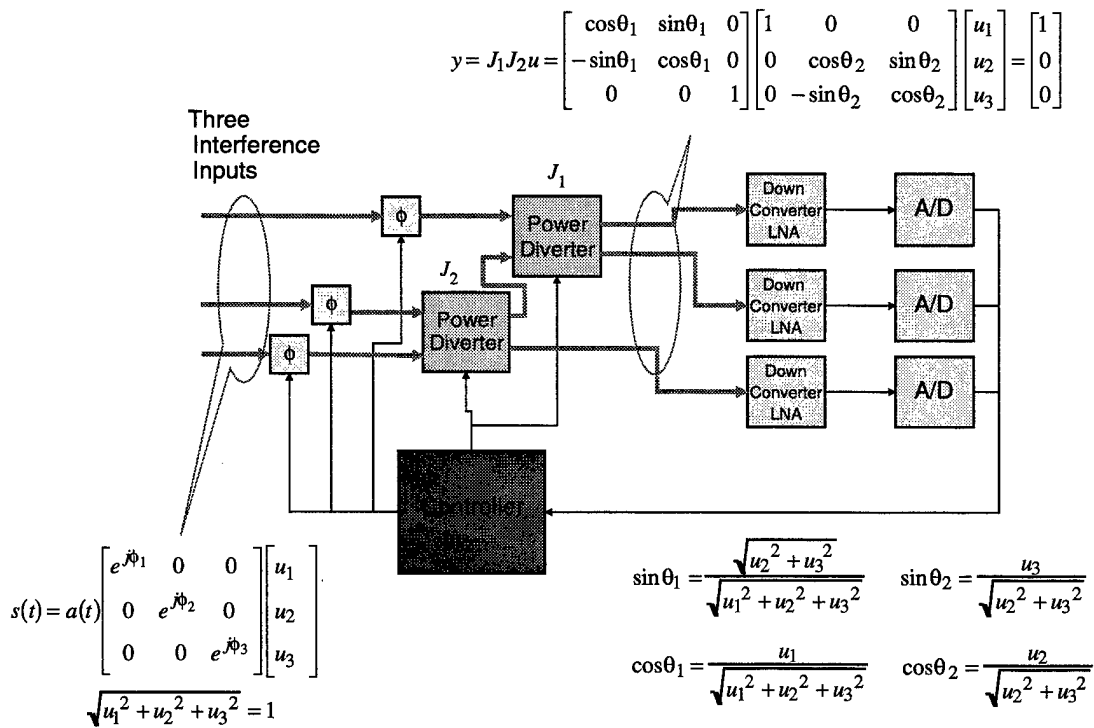 y = J₁J₂u = [cosθ₁ sinθ₁ 0; −sinθ₁ cosθ₁ 0; 0 0 1] [1 0 0; 0 cosθ₂ sinθ₂; 0 −sinθ₂ cosθ₂] [u₁; u₂; u₃] = [1; 0; 0]
Three
Interference
Inputs
J₁
ϕ
Power
Diverter
Down
Converter
LNA
A/D
J₂
ϕ
Power
Diverter
Down
Converter
LNA
A/D
ϕ
Down
Converter
LNA
A/D
Controller
s(t) = a(t) [e^{jϕ₁} 0 0; 0 e^{jϕ₂} 0; 0 0 e^{jϕ₃}] [u₁; u₂; u₃]
√(u₁² + u₂² + u₃²) = 1
sinθ₁ = √(u₂² + u₃²) / √(u₁² + u₂² + u₃²)
sinθ₂ = u₃ / √(u₂² + u₃²)
cosθ₁ = u₁ / √(u₁² + u₂² + u₃²)
cosθ₂ = u₂ / √(u₂² + u₃²)